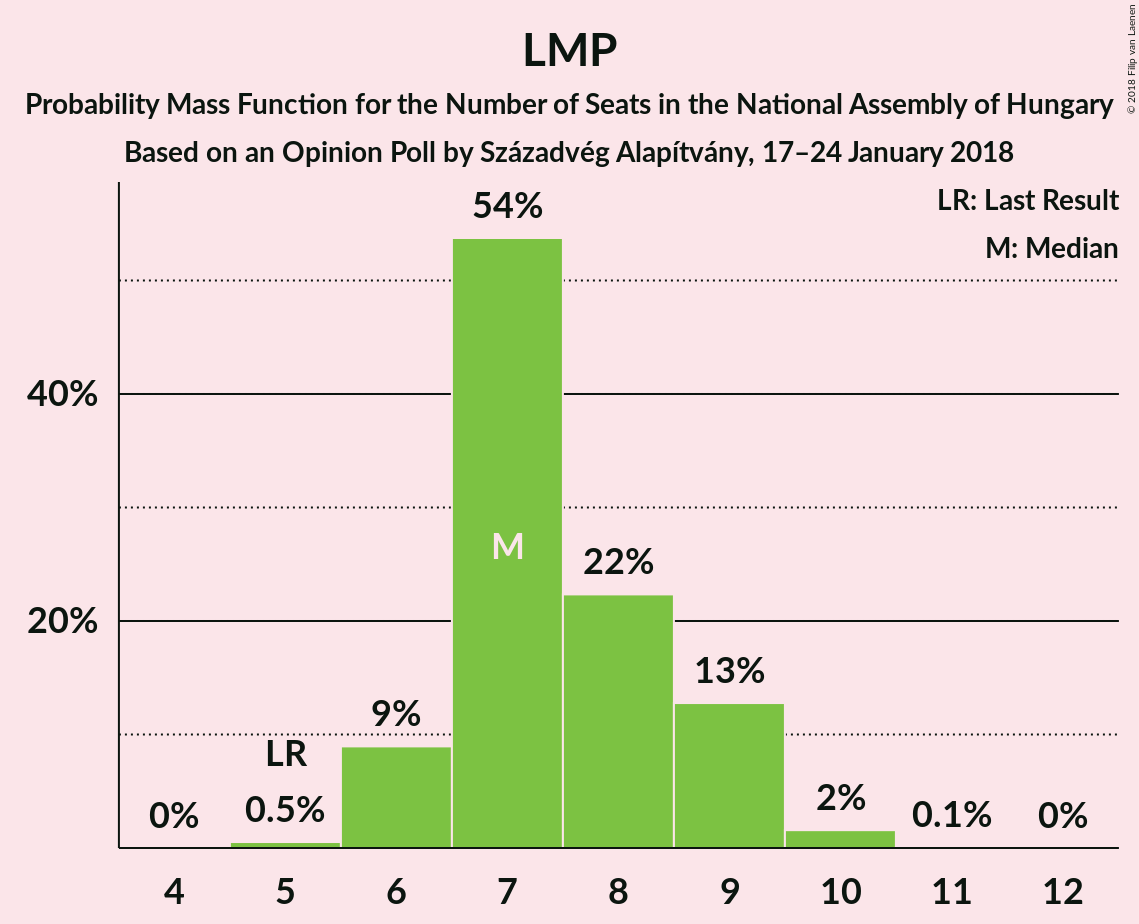 LMP
Probability Mass Function for the Number of Seats in the National Assembly of Hungary
Based on an Opinion Poll by Századvég Alapítvány, 17–24 January 2018
© 2018 Filip van Laenen
LR: Last Result
M: Median
54%
40%
M
22%
20%
13%
9%
LR
0% 0.5% 2% 0.1% 0%
4 5 6 7 8 9 10 11 12